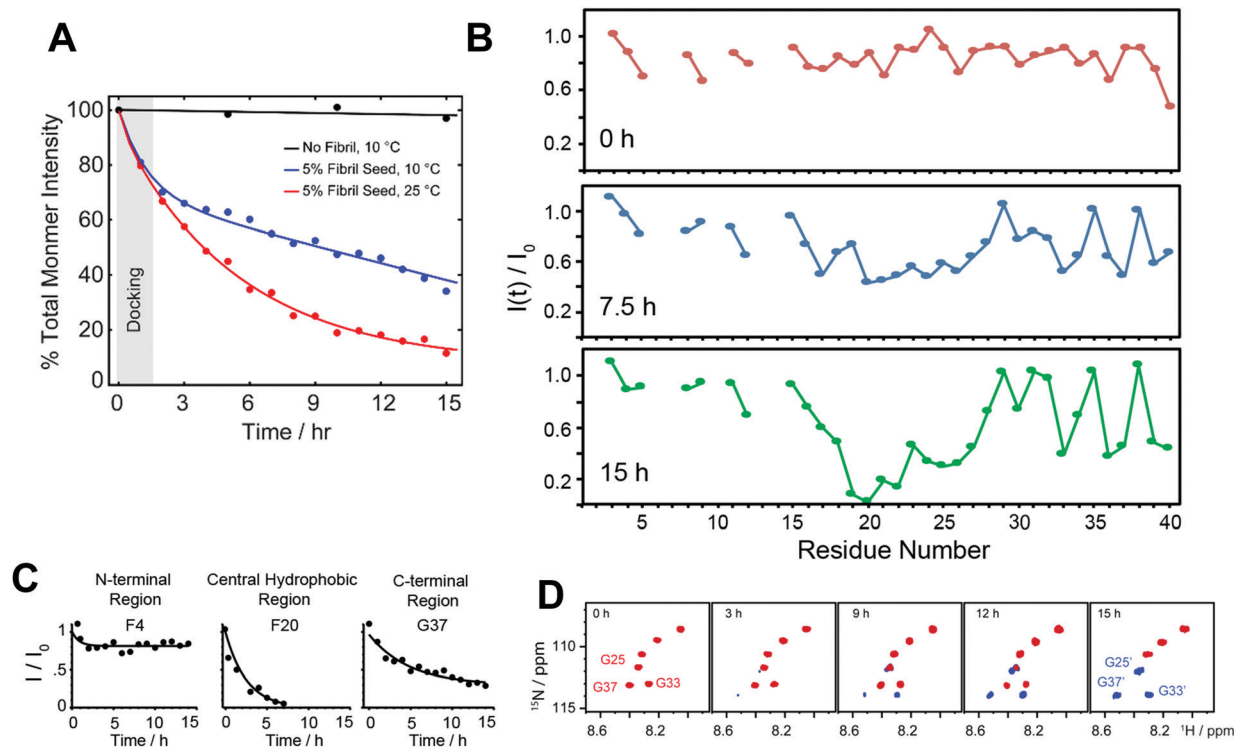 A
% Total Monmer Intensity
100
80
60
40
20
0
Docking
No Fibril, 10 °C
5% Fibril Seed, 10 °C
5% Fibril Seed, 25 °C
0 3 6 9 12 15
Time / hr
B
I(t) / I0
1.0
0.6
0.2
0 h
1.0
0.6
0.2
7.5 h
1.0
0.6
0.2
15 h
5 10 15 20 25 30 35 40
Residue Number
C
N-terminal
Region
F4
Central Hydrophobic
Region
F20
C-terminal
Region
G37
I / I0
1
.5
0
0 5 10 15
Time / h
0 5 10 15
Time / h
0 5 10 15
Time / h
D
15N / ppm
110
115
0 h
G25
G37
G33
3 h
9 h
12 h
15 h
G25'
G37'
G33'
8.6 8.2
8.6 8.2
8.6 8.2
8.6 8.2
8.6 8.2
1H / ppm